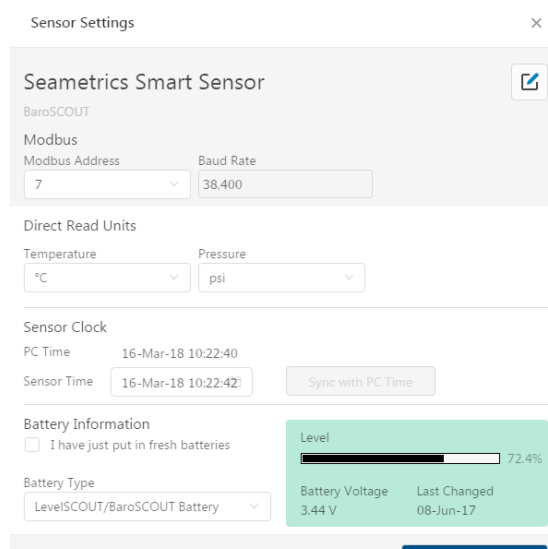 Sensor Settings
Seametrics Smart Sensor
BaroSCOUT
Modbus
Modbus Address Baud Rate
7 38,400
Direct Read Units
Temperature Pressure
°C psi
Sensor Clock
PC Time 16-Mar-18 10:22:40
Sensor Time 16-Mar-18 10:22:42 Sync with PC Time
Battery Information
I have just put in fresh batteries
Battery Type
LevelSCOUT/BaroSCOUT Battery
Level
72.4%
Battery Voltage Last Changed
3.44 V 08-Jun-17